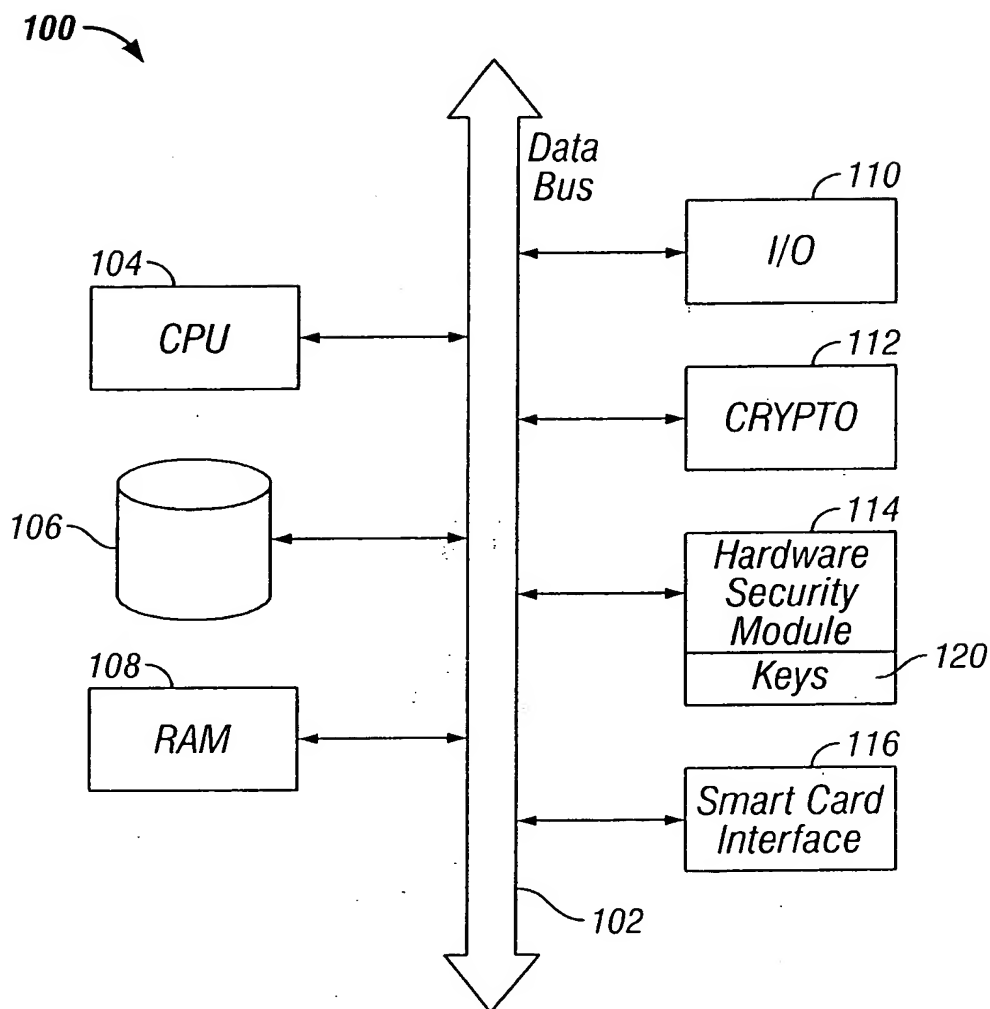 100
Data
Bus
110
I/O
104
CPU
112
CRYPTO
106
114
Hardware
Security
Module
Keys
120
108
RAM
116
Smart Card
Interface
102